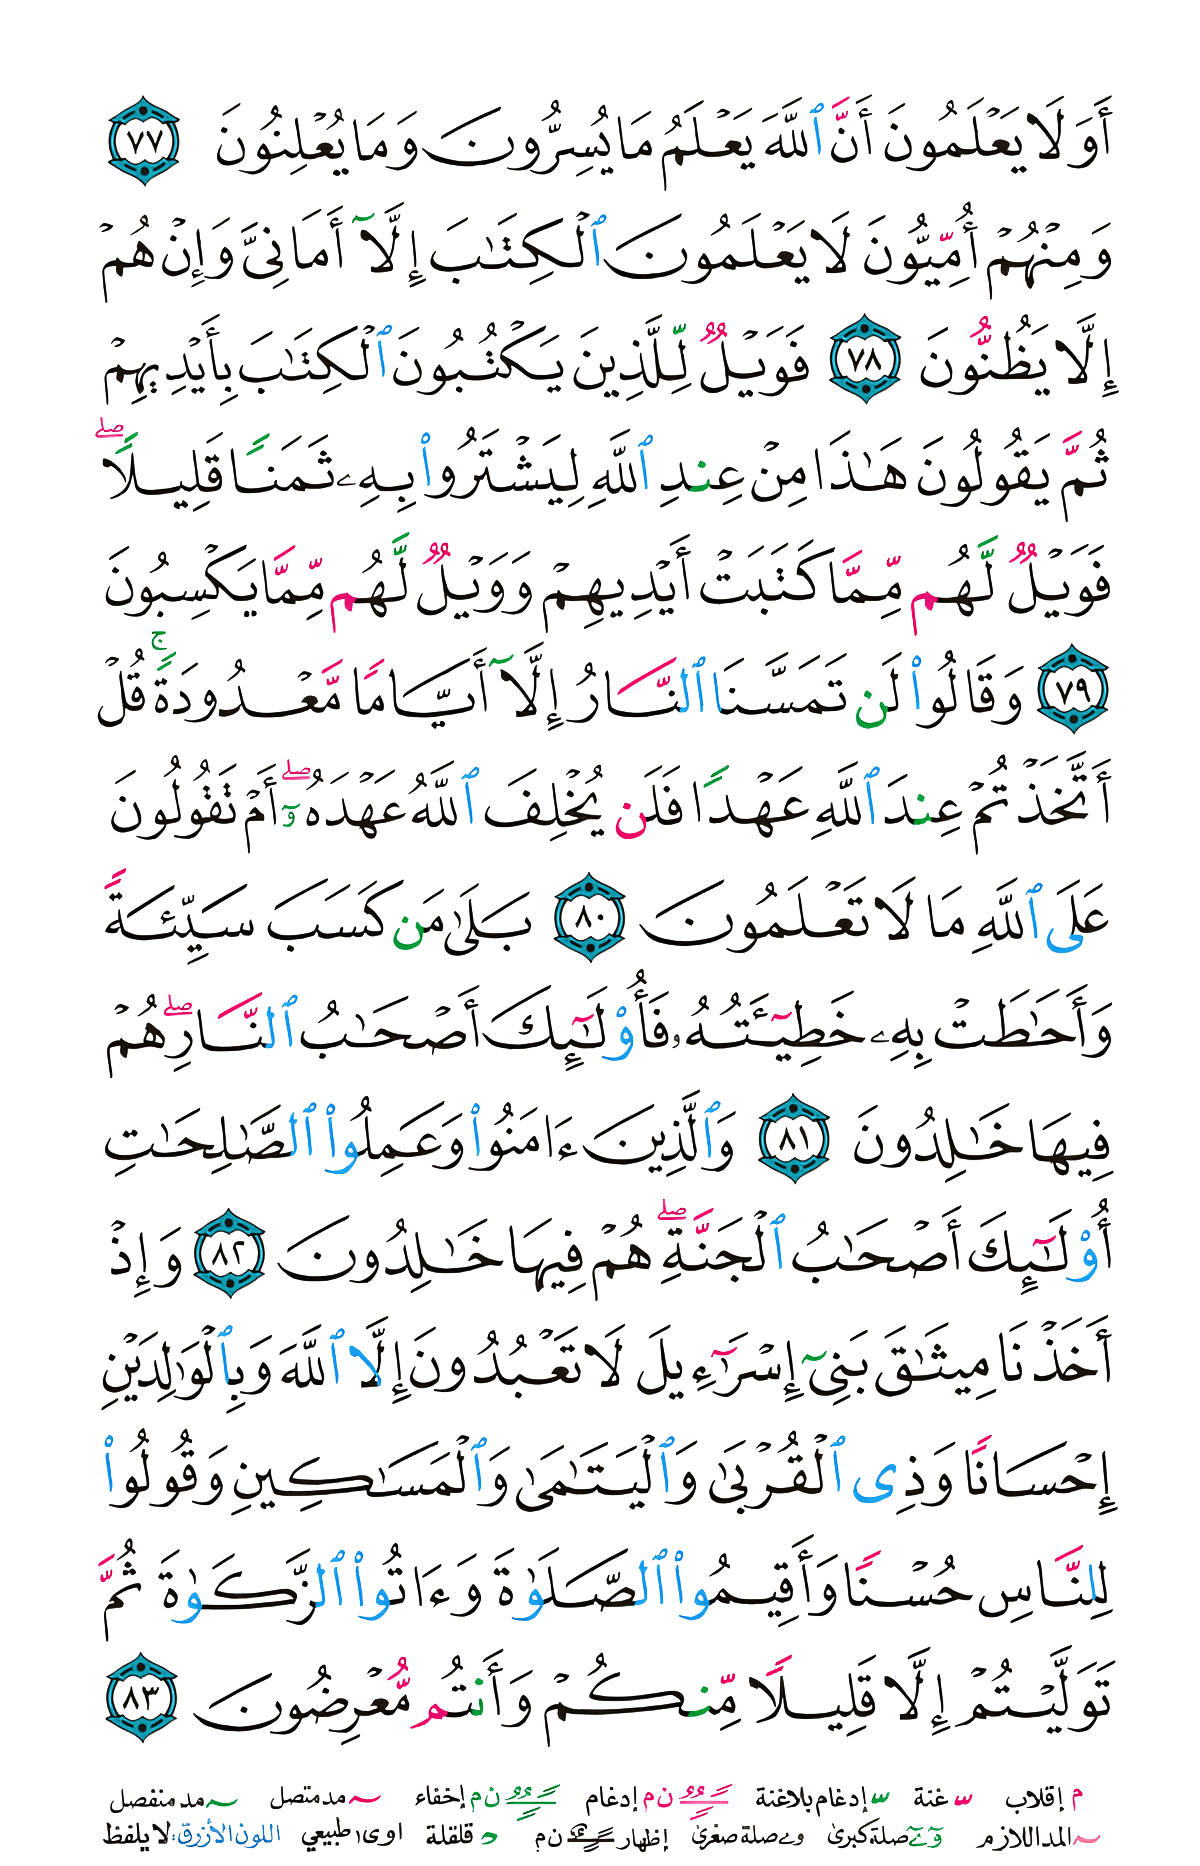 أَوَلَا يَعْلَمُونَ أَنَّ ٱللَّهَ يَعْلَمُ مَا يُسِرُّونَ وَمَا يُعْلِنُونَ ٧٧
وَمِنْهُمْ أُمِّيُّونَ لَا يَعْلَمُونَ ٱلْكِتَٰبَ إِلَّآ أَمَانِىَّ وَإِنْ هُمْ
إِلَّا يَظُنُّونَ ٧٨ فَوَيْلٌ لِّلَّذِينَ يَكْتُبُونَ ٱلْكِتَٰبَ بِأَيْدِيهِمْ
ثُمَّ يَقُولُونَ هَٰذَا مِنْ عِندِ ٱللَّهِ لِيَشْتَرُوا۟ بِهِۦ ثَمَنًا قَلِيلًا ۖ
فَوَيْلٌ لَّهُم مِّمَّا كَتَبَتْ أَيْدِيهِمْ وَوَيْلٌ لَّهُم مِّمَّا يَكْسِبُونَ
٧٩ وَقَالُوا۟ لَن تَمَسَّنَا ٱلنَّارُ إِلَّآ أَيَّامًا مَّعْدُودَةً ۚ قُلْ
أَتَّخَذْتُمْ عِندَ ٱللَّهِ عَهْدًا فَلَن يُخْلِفَ ٱللَّهُ عَهْدَهُۥٓ ۖ أَمْ تَقُولُونَ
عَلَى ٱللَّهِ مَا لَا تَعْلَمُونَ ٨٠ بَلَىٰ مَن كَسَبَ سَيِّئَةً
وَأَحَٰطَتْ بِهِۦ خَطِيٓـَٔتُهُۥ فَأُو۟لَٰٓئِكَ أَصْحَٰبُ ٱلنَّارِ ۖ هُمْ
فِيهَا خَٰلِدُونَ ٨١ وَٱلَّذِينَ ءَامَنُوا۟ وَعَمِلُوا۟ ٱلصَّٰلِحَٰتِ
أُو۟لَٰٓئِكَ أَصْحَٰبُ ٱلْجَنَّةِ ۖ هُمْ فِيهَا خَٰلِدُونَ ٨٢ وَإِذْ
أَخَذْنَا مِيثَٰقَ بَنِىٓ إِسْرَٰٓءِيلَ لَا تَعْبُدُونَ إِلَّا ٱللَّهَ وَبِٱلْوَٰلِدَيْنِ
إِحْسَانًا وَذِى ٱلْقُرْبَىٰ وَٱلْيَتَٰمَىٰ وَٱلْمَسَٰكِينِ وَقُولُوا۟
لِلنَّاسِ حُسْنًا وَأَقِيمُوا۟ ٱلصَّلَوٰةَ وَءَاتُوا۟ ٱلزَّكَوٰةَ ثُمَّ
تَوَلَّيْتُمْ إِلَّا قَلِيلًا مِّنكُمْ وَأَنتُم مُّعْرِضُونَ ٨٣
م إقلاب غنة إدغام بلاغنة ن م إدغام ن م إخفاء مد متصل مد منفصل
المد اللازم صلة كبرى و ے صلة صغرى إظهار ن م قلقلة ا و ى طبيعي اللون الأزرق: لا يلفظ